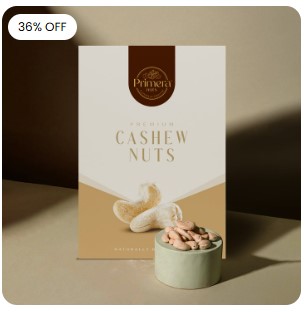 36% OFF
Primera
PREMIUM
CASHEW
NUTS